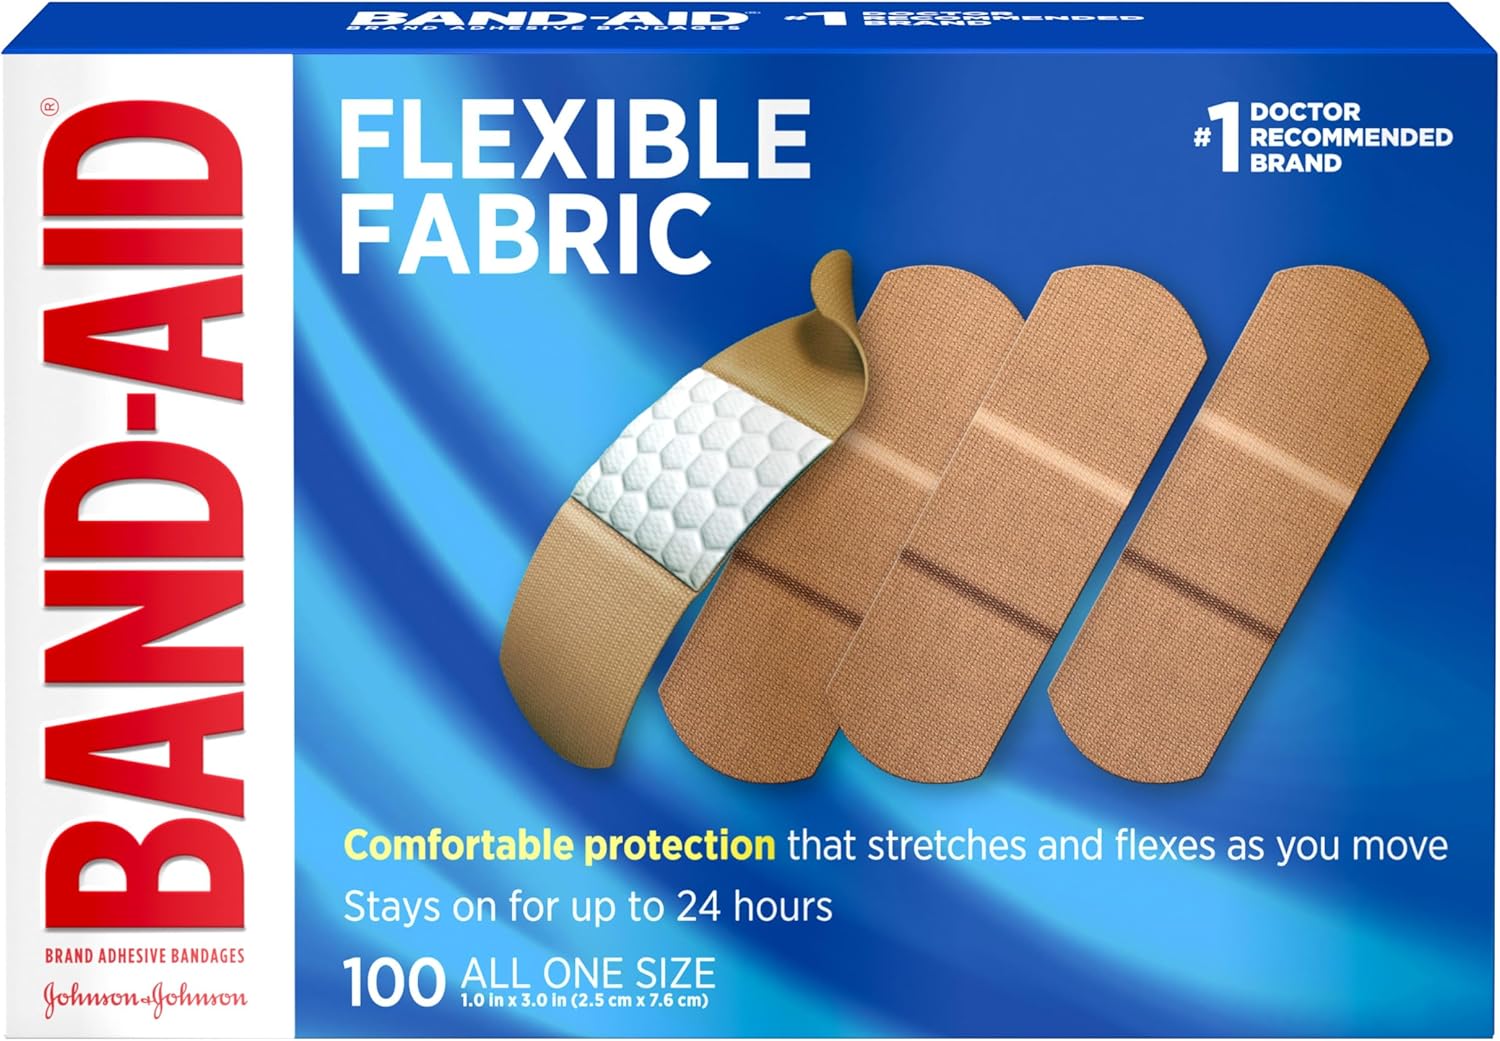 BAND-AID® #1 DOCTOR
RECOMMENDED
BRAND
BRAND ADHESIVE BANDAGES
BAND-AID®
BRAND ADHESIVE BANDAGES
Johnson & Johnson
FLEXIBLE
FABRIC
#1 DOCTOR
RECOMMENDED
BRAND
Comfortable protection that stretches and flexes as you move
Stays on for up to 24 hours
100 ALL ONE SIZE
1.0 in x 3.0 in (2.5 cm x 7.6 cm)